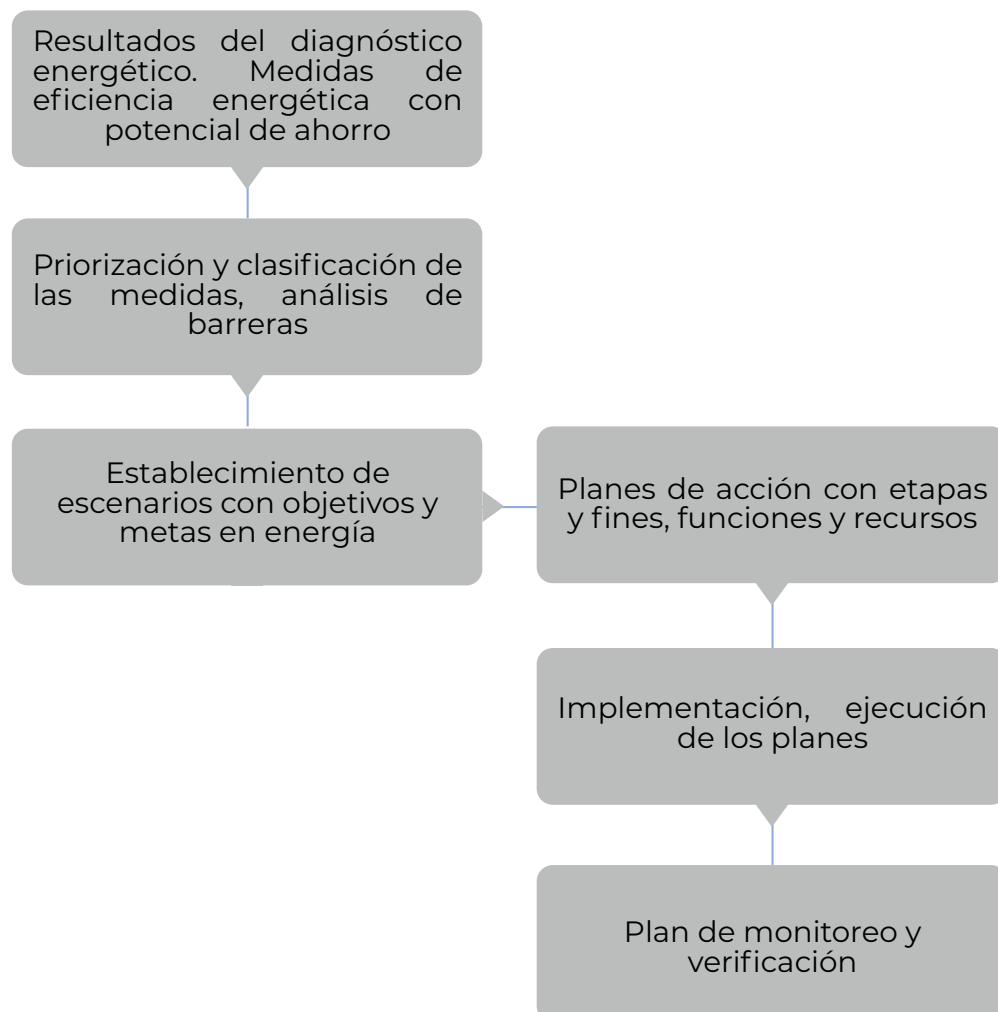 Resultados del diagnóstico
energético. Medidas de
eficiencia energética con
potencial de ahorro
Priorización y clasificación de
las medidas, análisis de
barreras
Establecimiento de
escenarios con objetivos y
metas en energía
Planes de acción con etapas
y fines, funciones y recursos
Implementación, ejecución
de los planes
Plan de monitoreo y
verificación